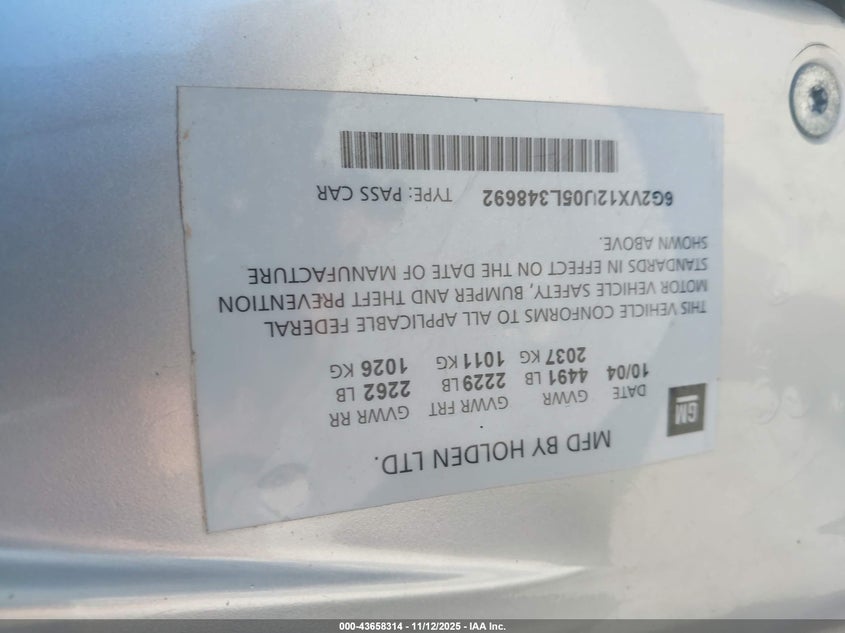 MFD BY HOLDEN LTD.
GM
DATE GVWR GVWR FRT GVWR RR
10/04 4491 LB 2229 LB 2262 LB
2037 KG 1011 KG 1026 KG
THIS VEHICLE CONFORMS TO ALL APPLICABLE FEDERAL
MOTOR VEHICLE SAFETY, BUMPER AND THEFT PREVENTION
STANDARDS IN EFFECT ON THE DATE OF MANUFACTURE
SHOWN ABOVE.
6G2VX12U05L348692 TYPE: PASS CAR
000-43658314 - 11/12/2025 - IAA Inc.